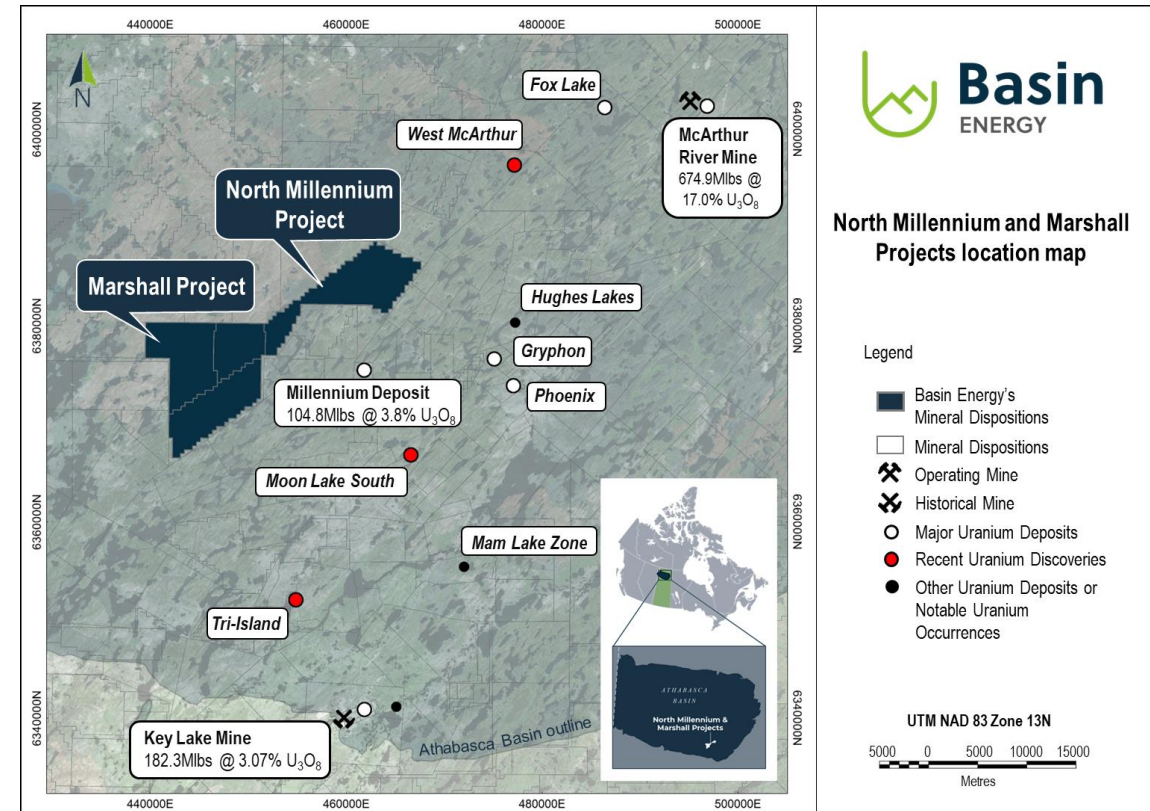 440000E
460000E
480000E
500000E
N
Fox Lake
West McArthur
McArthur
River Mine
674.9Mlbs @
17.0% U₃O₈
North Millennium
Project
Marshall Project
Hughes Lakes
Gryphon
Phoenix
Millennium Deposit
104.8Mlbs @ 3.8% U₃O₈
Moon Lake South
Mam Lake Zone
Tri-Island
Key Lake Mine
182.3Mlbs @ 3.07% U₃O₈
Athabasca Basin outline
6400000N
6380000N
6360000N
6340000N
6400000N
6380000N
6360000N
6340000N
440000E
460000E
480000E
500000E
ATHABASCA
BASIN
North Millennium &
Marshall Projects
Basin
ENERGY
North Millennium and Marshall
Projects location map
Legend
Basin Energy's
Mineral Dispositions
Mineral Dispositions
Operating Mine
Historical Mine
Major Uranium Deposits
Recent Uranium Discoveries
Other Uranium Deposits or
Notable Uranium
Occurrences
UTM NAD 83 Zone 13N
5000 0 5000 10000 15000
Metres